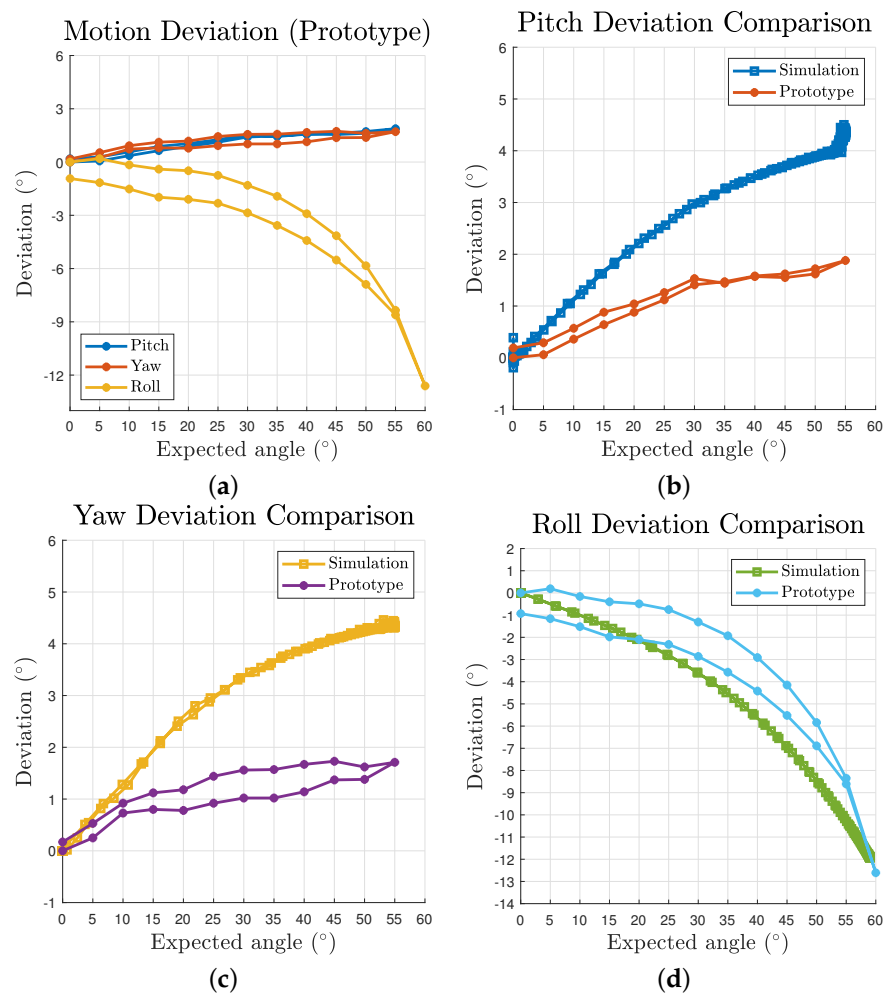 Motion Deviation (Prototype)
6
3
0
-3
-6
-9
-12
Deviation (°)
Pitch
Yaw
Roll
0 5 10 15 20 25 30 35 40 45 50 55 60
Expected angle (°)
(a)
Pitch Deviation Comparison
6
5
4
3
2
1
0
-1
Deviation (°)
Simulation
Prototype
0 5 10 15 20 25 30 35 40 45 50 55 60
Expected angle (°)
(b)
Yaw Deviation Comparison
6
5
4
3
2
1
0
-1
Deviation (°)
Simulation
Prototype
0 5 10 15 20 25 30 35 40 45 50 55 60
Expected angle (°)
(c)
Roll Deviation Comparison
2
1
0
-1
-2
-3
-4
-5
-6
-7
-8
-9
-10
-11
-12
-13
-14
Deviation (°)
Simulation
Prototype
0 5 10 15 20 25 30 35 40 45 50 55 60
Expected angle (°)
(d)